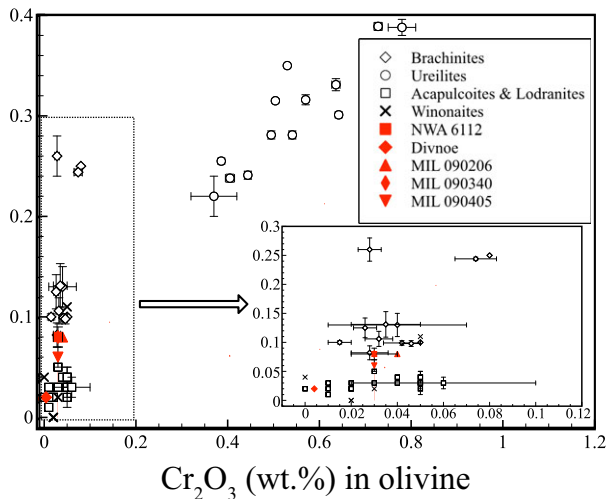 0.4
0.3
0.2
0.1
0
Brachinites
Ureilites
Acapulcoites & Lodranites
Winonaites
NWA 6112
Divnoe
MIL 090206
MIL 090340
MIL 090405
0.3
0.25
0.2
0.15
0.1
0.05
0
0 0.02 0.04 0.06 0.08 0.1 0.12
0 0.2 0.4 0.6 0.8 1 1.2
Cr₂O₃ (wt.%) in olivine